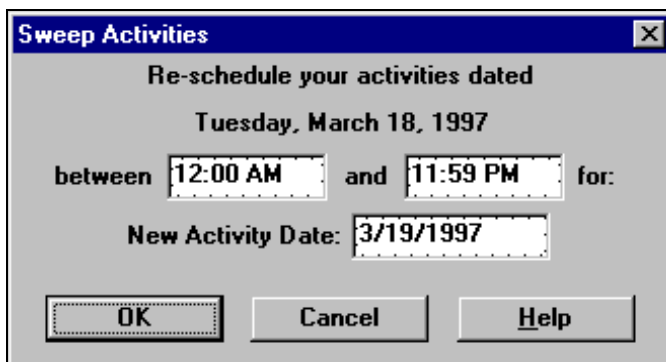 Sweep Activities
Re-schedule your activities dated
Tuesday, March 18, 1997
between 12:00 AM and 11:59 PM for:
New Activity Date: 3/19/1997
OK Cancel Help